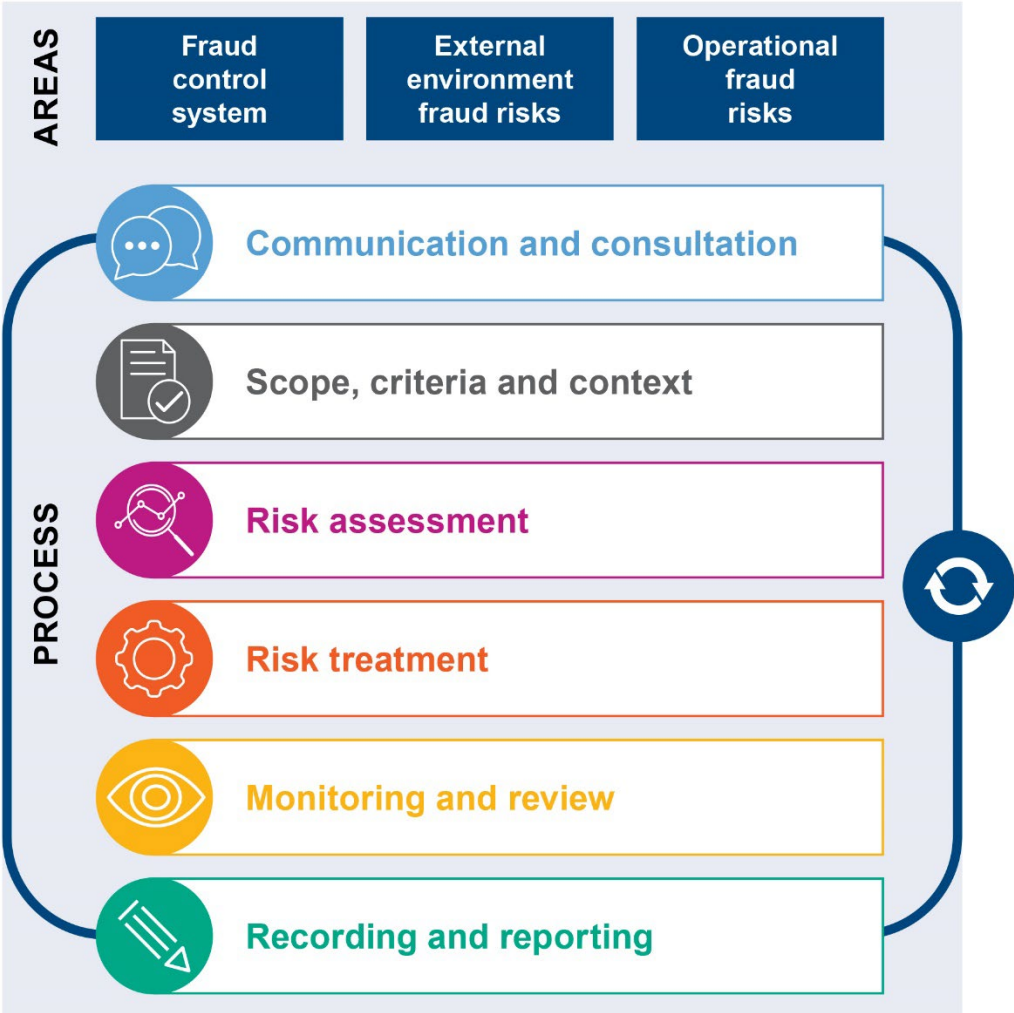 AREAS
Fraud
control
system
External
environment
fraud risks
Operational
fraud
risks
PROCESS
Communication and consultation
Scope, criteria and context
Risk assessment
Risk treatment
Monitoring and review
Recording and reporting